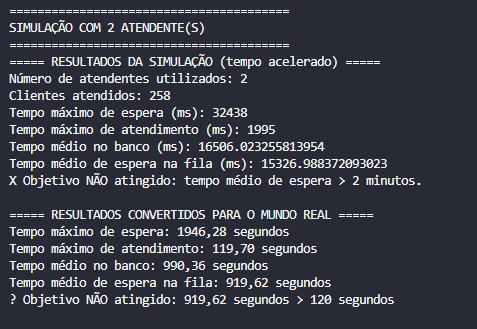 ========================================
SIMULAÇÃO COM 2 ATENDENTE(S)
========================================
===== RESULTADOS DA SIMULAÇÃO (tempo acelerado) =====
Número de atendentes utilizados: 2
Clientes atendidos: 258
Tempo máximo de espera (ms): 32438
Tempo máximo de atendimento (ms): 1995
Tempo médio no banco (ms): 16506.023255813954
Tempo médio de espera na fila (ms): 15326.988372093023
X Objetivo NÃO atingido: tempo médio de espera > 2 minutos.

===== RESULTADOS CONVERTIDOS PARA O MUNDO REAL =====
Tempo máximo de espera: 1946,28 segundos
Tempo máximo de atendimento: 119,70 segundos
Tempo médio no banco: 990,36 segundos
Tempo médio de espera na fila: 919,62 segundos
? Objetivo NÃO atingido: 919,62 segundos > 120 segundos